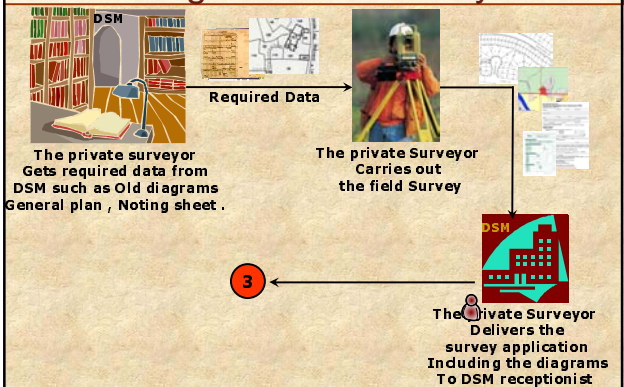 DSM
Required Data
The private surveyor
Gets required data from
DSM such as Old diagrams
General plan , Noting sheet .
The private Surveyor
Carries out
the field Survey
DSM
3
The private Surveyor
Delivers the
survey application
Including the diagrams
To DSM receptionist